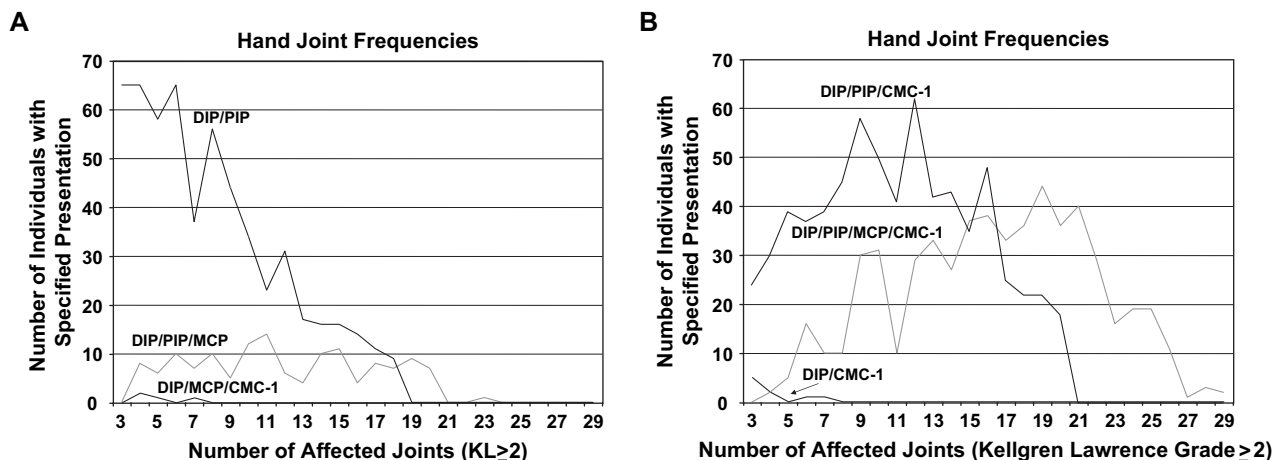 A
Hand Joint Frequencies
Number of Individuals with
Specified Presentation
70
60
50
40
30
20
10
0
DIP/PIP
DIP/PIP/MCP
DIP/MCP/CMC-1
3 5 7 9 11 13 15 17 19 21 23 25 27 29
Number of Affected Joints (KL≥2)
B
Hand Joint Frequencies
Number of Individuals with
Specified Presentation
70
60
50
40
30
20
10
0
DIP/PIP/CMC-1
DIP/PIP/MCP/CMC-1
DIP/CMC-1
3 5 7 9 11 13 15 17 19 21 23 25 27 29
Number of Affected Joints (Kellgren Lawrence Grade≥2)